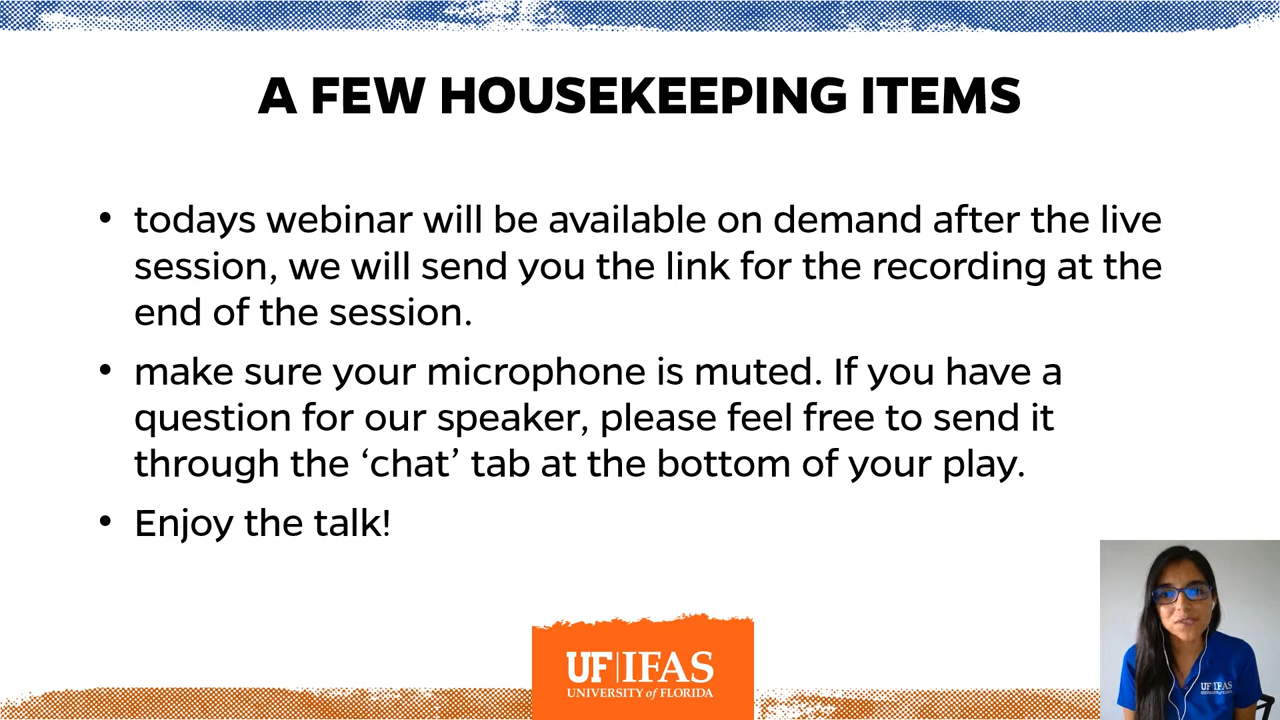 A FEW HOUSEKEEPING ITEMS
• todays webinar will be available on demand after the live
session, we will send you the link for the recording at the
end of the session.
• make sure your microphone is muted. If you have a
question for our speaker, please feel free to send it
through the ‘chat’ tab at the bottom of your play.
• Enjoy the talk!
UF|IFAS
UNIVERSITY of FLORIDA
UF|IFAS